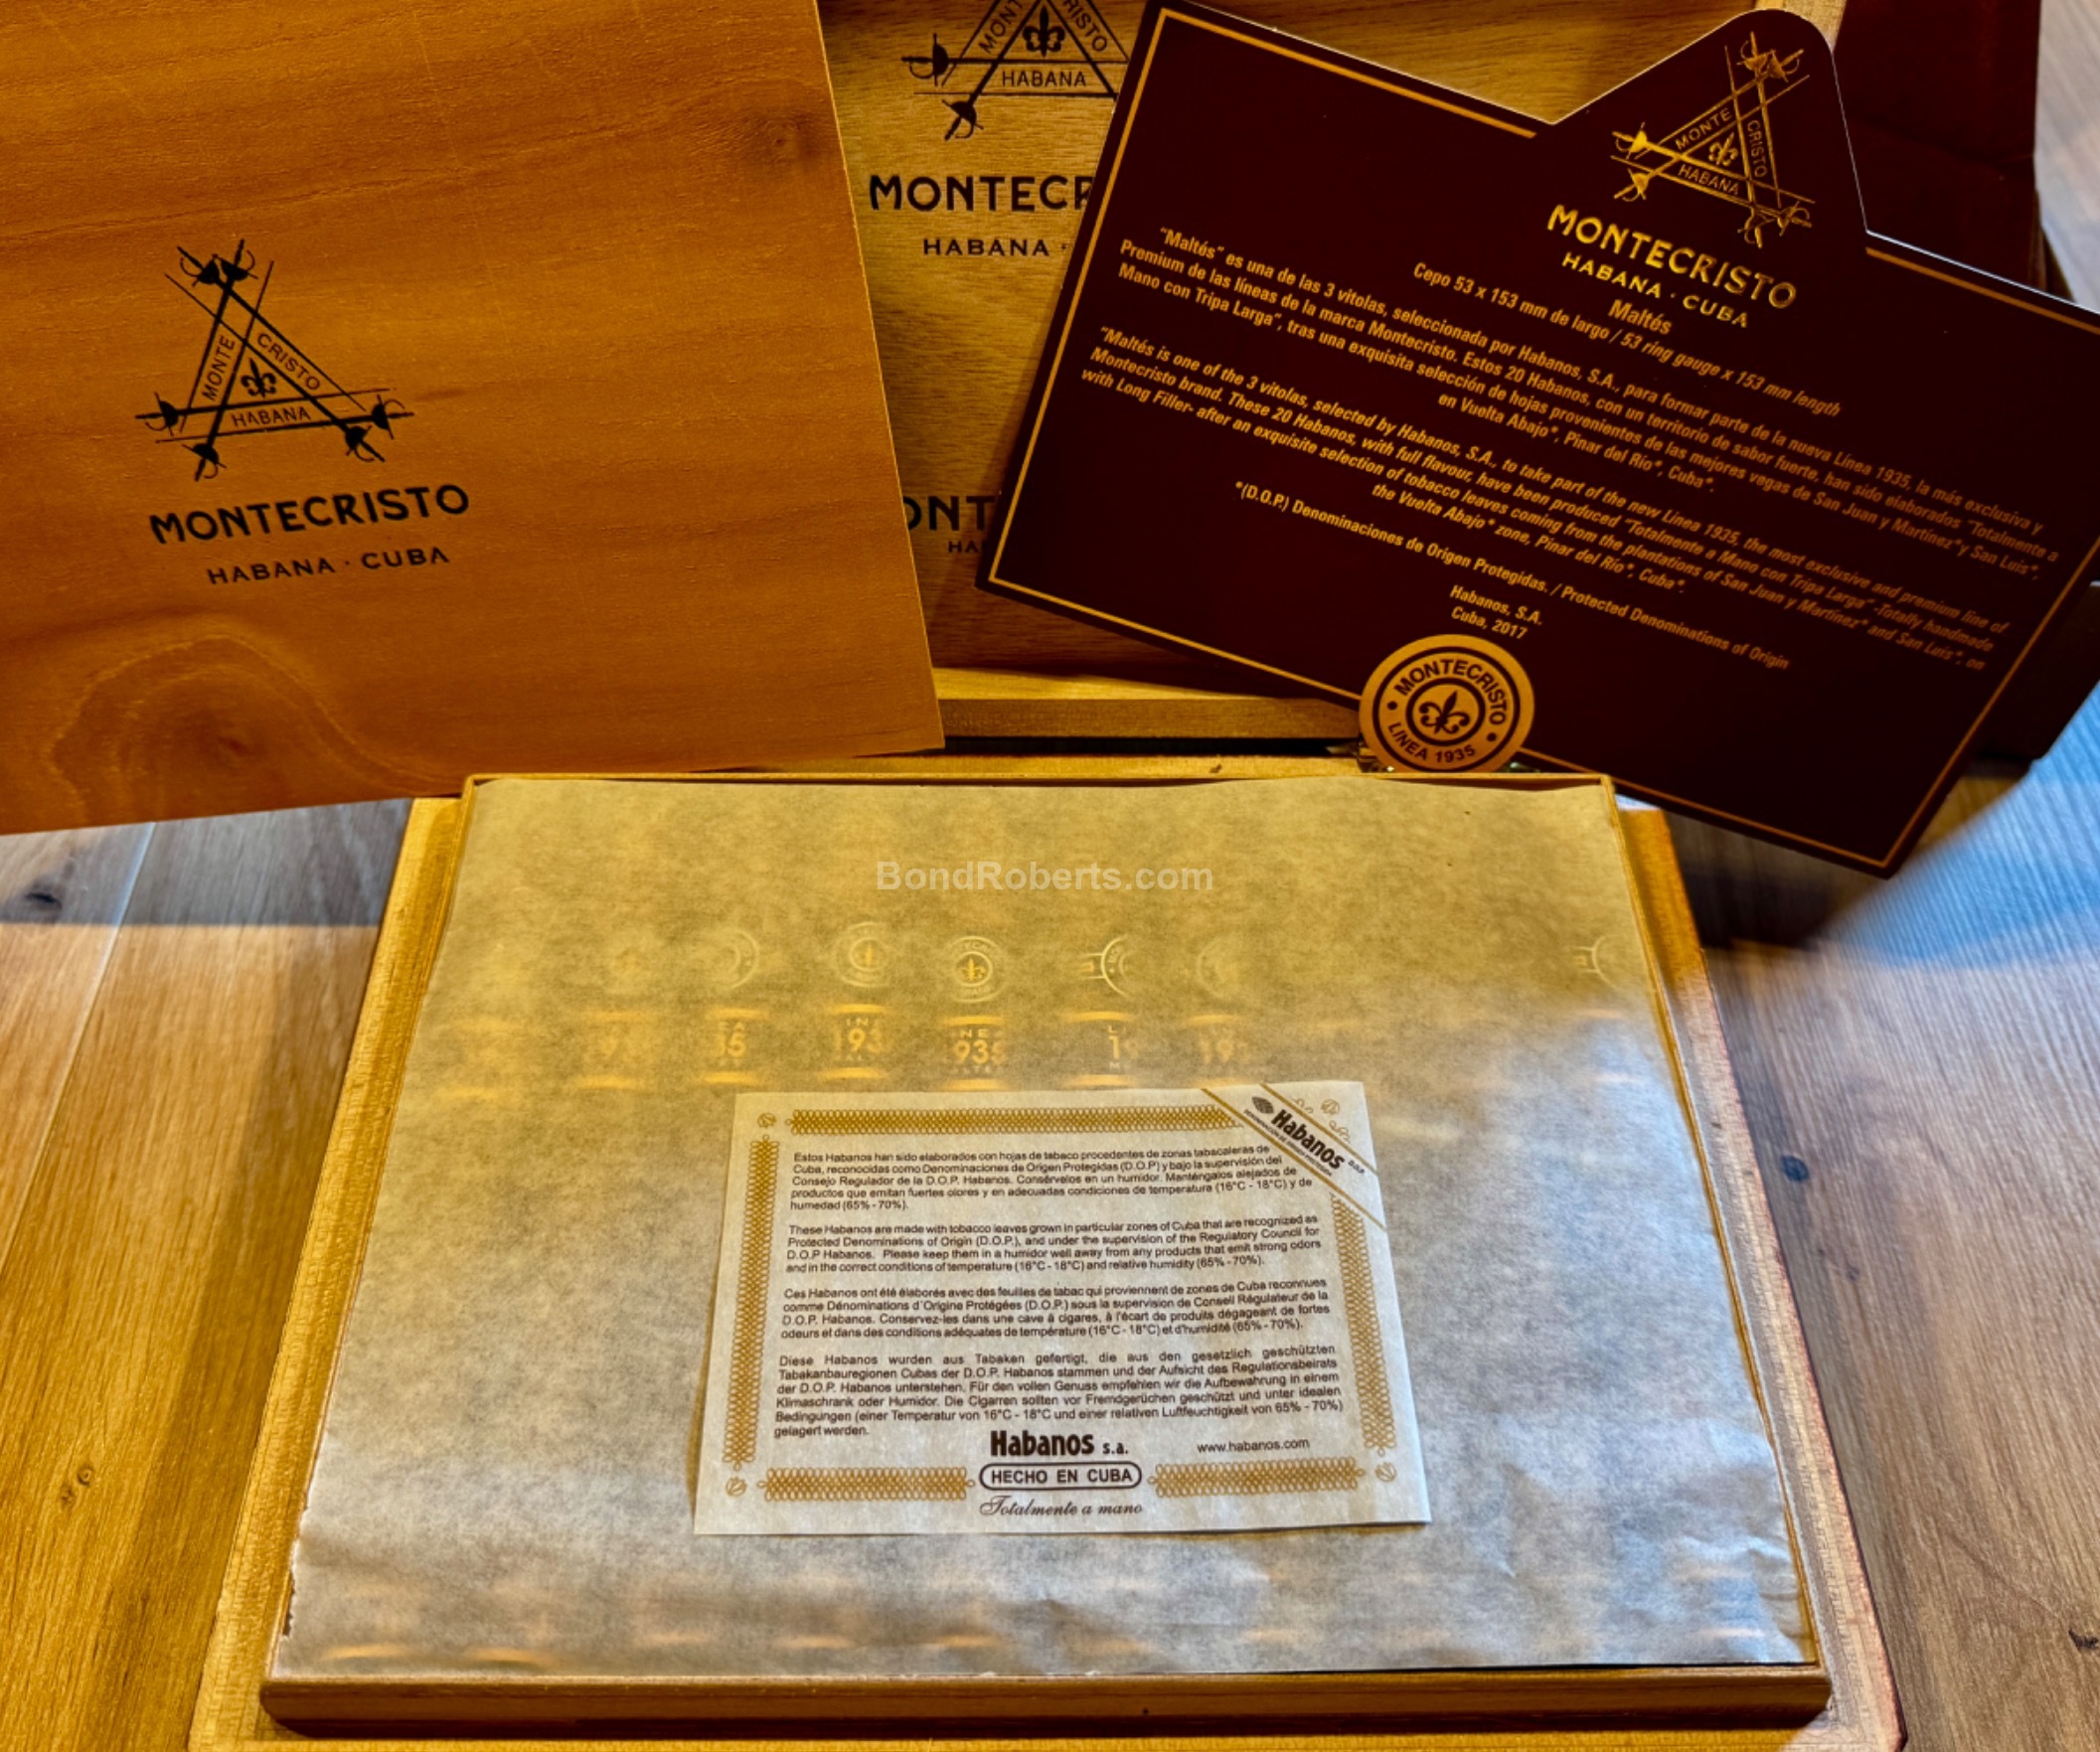 MONTE CRISTO
HABANA
MONTECRISTO
HABANA · CUBA
MONT RISTO
HABANA
MONTECR
HABANA ·
ONT
HA
MONTE CRISTO
HABANA
MONTECRISTO
HABANA · CUBA
Maltés
Cepo 53 x 153 mm de largo / 53 ring gauge x 153 mm length
"Maltés" es una de las 3 vitolas, seleccionada por Habanos, S.A., para formar parte de la nueva Línea 1935, la más exclusiva y
Premium de las líneas de la marca Montecristo. Estos 20 Habanos, con un territorio de sabor fuerte, han sido elaborados "Totalmente a
Mano con Tripa Larga", tras una exquisita selección de hojas provenientes de las mejores vegas de San Juan y Martínez* y San Luis*,
en Vuelta Abajo*, Pinar del Río*, Cuba*.
"Maltés is one of the 3 vitolas, selected by Habanos, S.A., to take part of the new Línea 1935, the most exclusive and premium line of
Montecristo brand. These 20 Habanos, with full flavour, have been produced "Totalmente a Mano con Tripa Larga" -Totally handmade
with Long Filler- after an exquisite selection of tobacco leaves coming from the plantations of San Juan y Martínez* and San Luis*, on
the Vuelta Abajo* zone, Pinar del Río*, Cuba*.
*(D.O.P.) Denominaciones de Origen Protegidas. / Protected Denominations of Origin
Habanos, S.A.
Cuba, 2017
MONTECRISTO
LÍNEA 1935
BondRoberts.com
35 193 935 1 19
Habanos s.a.
Estos Habanos han sido elaborados con hojas de tabaco procedentes de zonas tabacaleras de
Cuba, reconocidas como Denominaciones de Origen Protegidas (D.O.P) y bajo la supervisión del
Consejo Regulador de la D.O.P. Habanos. Consérvelos en un humidor. Manténgalos alejados de
productos que emitan fuertes olores y en adecuadas condiciones de temperatura (16°C - 18°C) y de
humedad (65% - 70%).
These Habanos are made with tobacco leaves grown in particular zones of Cuba that are recognized as
Protected Denominations of Origin (D.O.P.), and under the supervision of the Regulatory Council for
D.O.P Habanos. Please keep them in a humidor well away from any products that emit strong odors
and in the correct conditions of temperature (16°C - 18°C) and relative humidity (65% - 70%).
Ces Habanos ont été élaborés avec des feuilles de tabac qui proviennent de zones de Cuba reconnues
comme Dénominations d'Origine Protégées (D.O.P.) sous la supervision de Conseil Régulateur de la
D.O.P. Habanos. Conservez-les dans une cave à cigares, à l'écart de produits dégageant de fortes
odeurs et dans des conditions adéquates de température (16°C - 18°C) et d'humidité (65% - 70%).
Diese Habanos wurden aus Tabaken gefertigt, die aus den gesetzlich geschützten
Tabakanbauregionen Cubas der D.O.P. Habanos stammen und der Aufsicht des Regulationsbeirats
der D.O.P. Habanos unterstehen. Für den vollen Genuss empfehlen wir die Aufbewahrung in einem
Klimaschrank oder Humidor. Die Cigarren sollten vor Fremdgerüchen geschützt und unter idealen
Bedingungen (einer Temperatur von 16°C - 18°C und einer relativen Luftfeuchtigkeit von 65% - 70%)
gelagert werden.
Habanos s.a. www.habanos.com
HECHO EN CUBA
Totalmente a mano